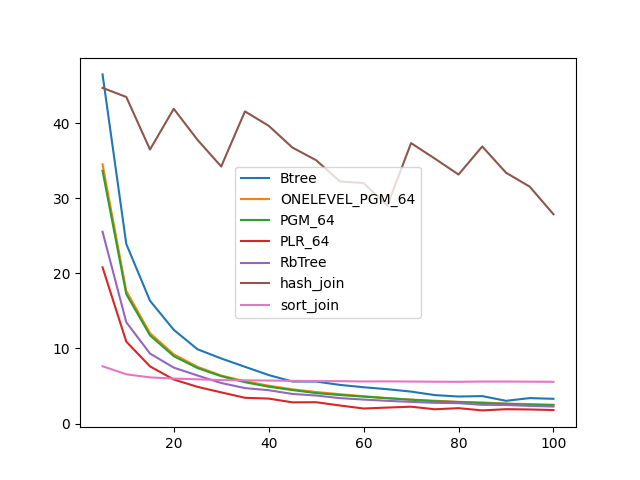 40
30
20
10
0
Btree
ONELEVEL_PGM_64
PGM_64
PLR_64
RbTree
hash_join
sort_join
20 40 60 80 100